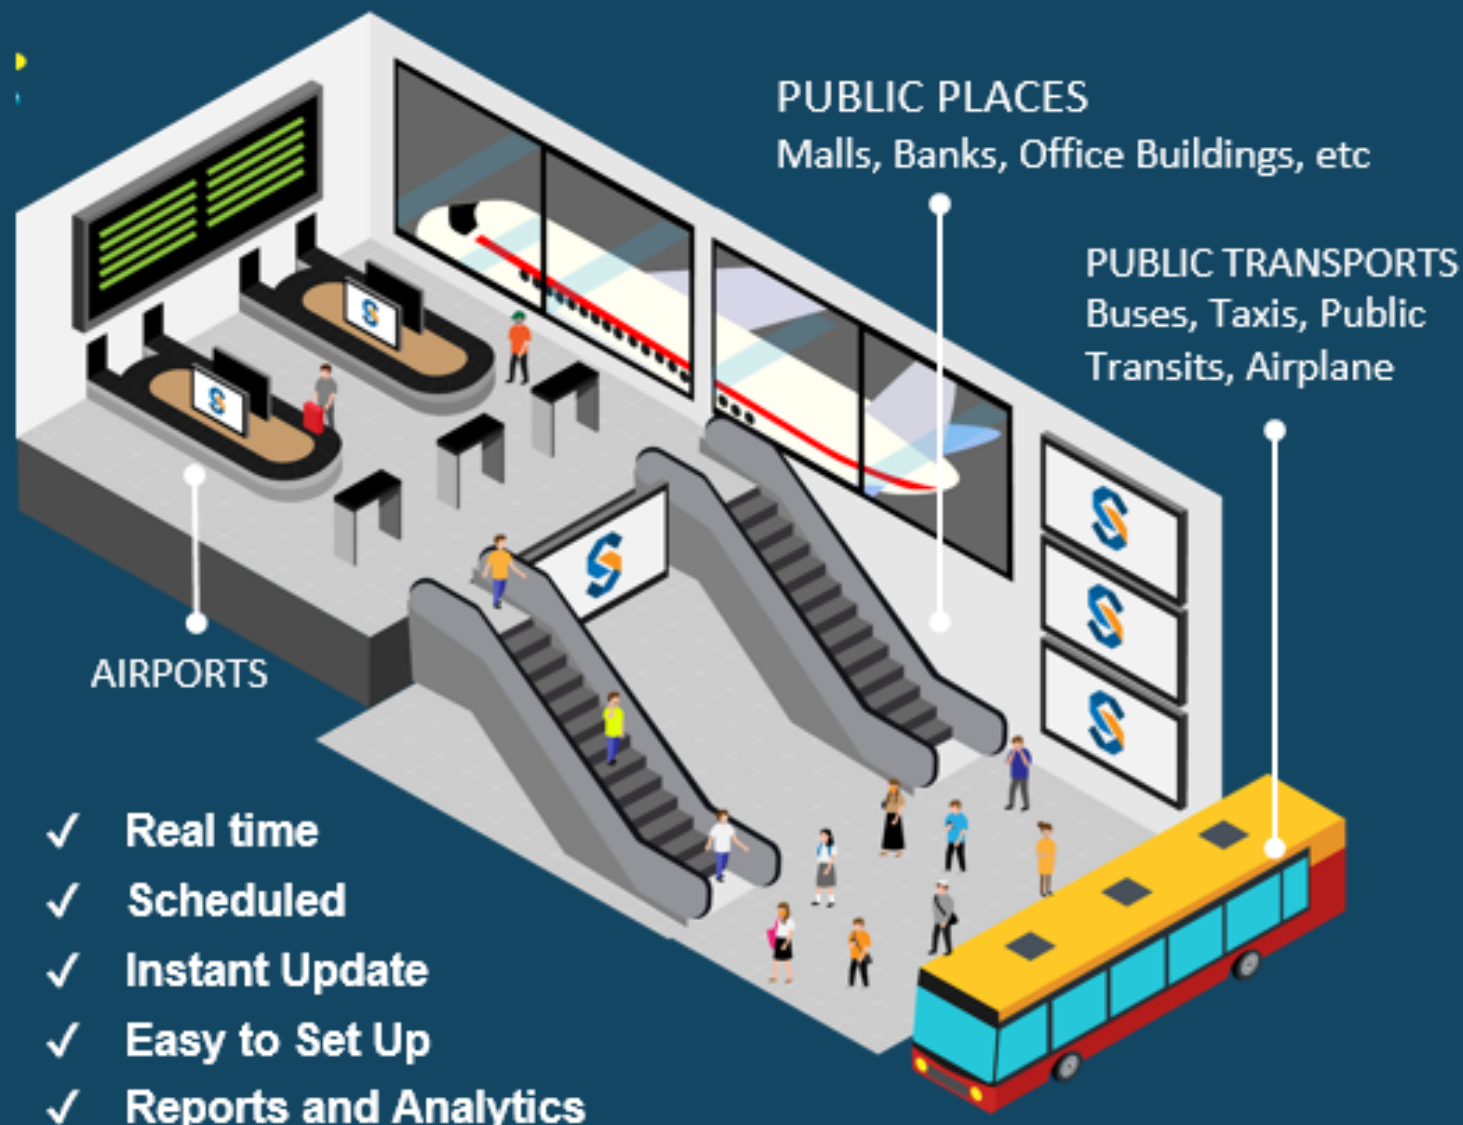 PUBLIC PLACES
Malls, Banks, Office Buildings, etc
PUBLIC TRANSPORTS
Buses, Taxis, Public
Transits, Airplane
AIRPORTS
✓ Real time
✓ Scheduled
✓ Instant Update
✓ Easy to Set Up
✓ Reports and Analytics